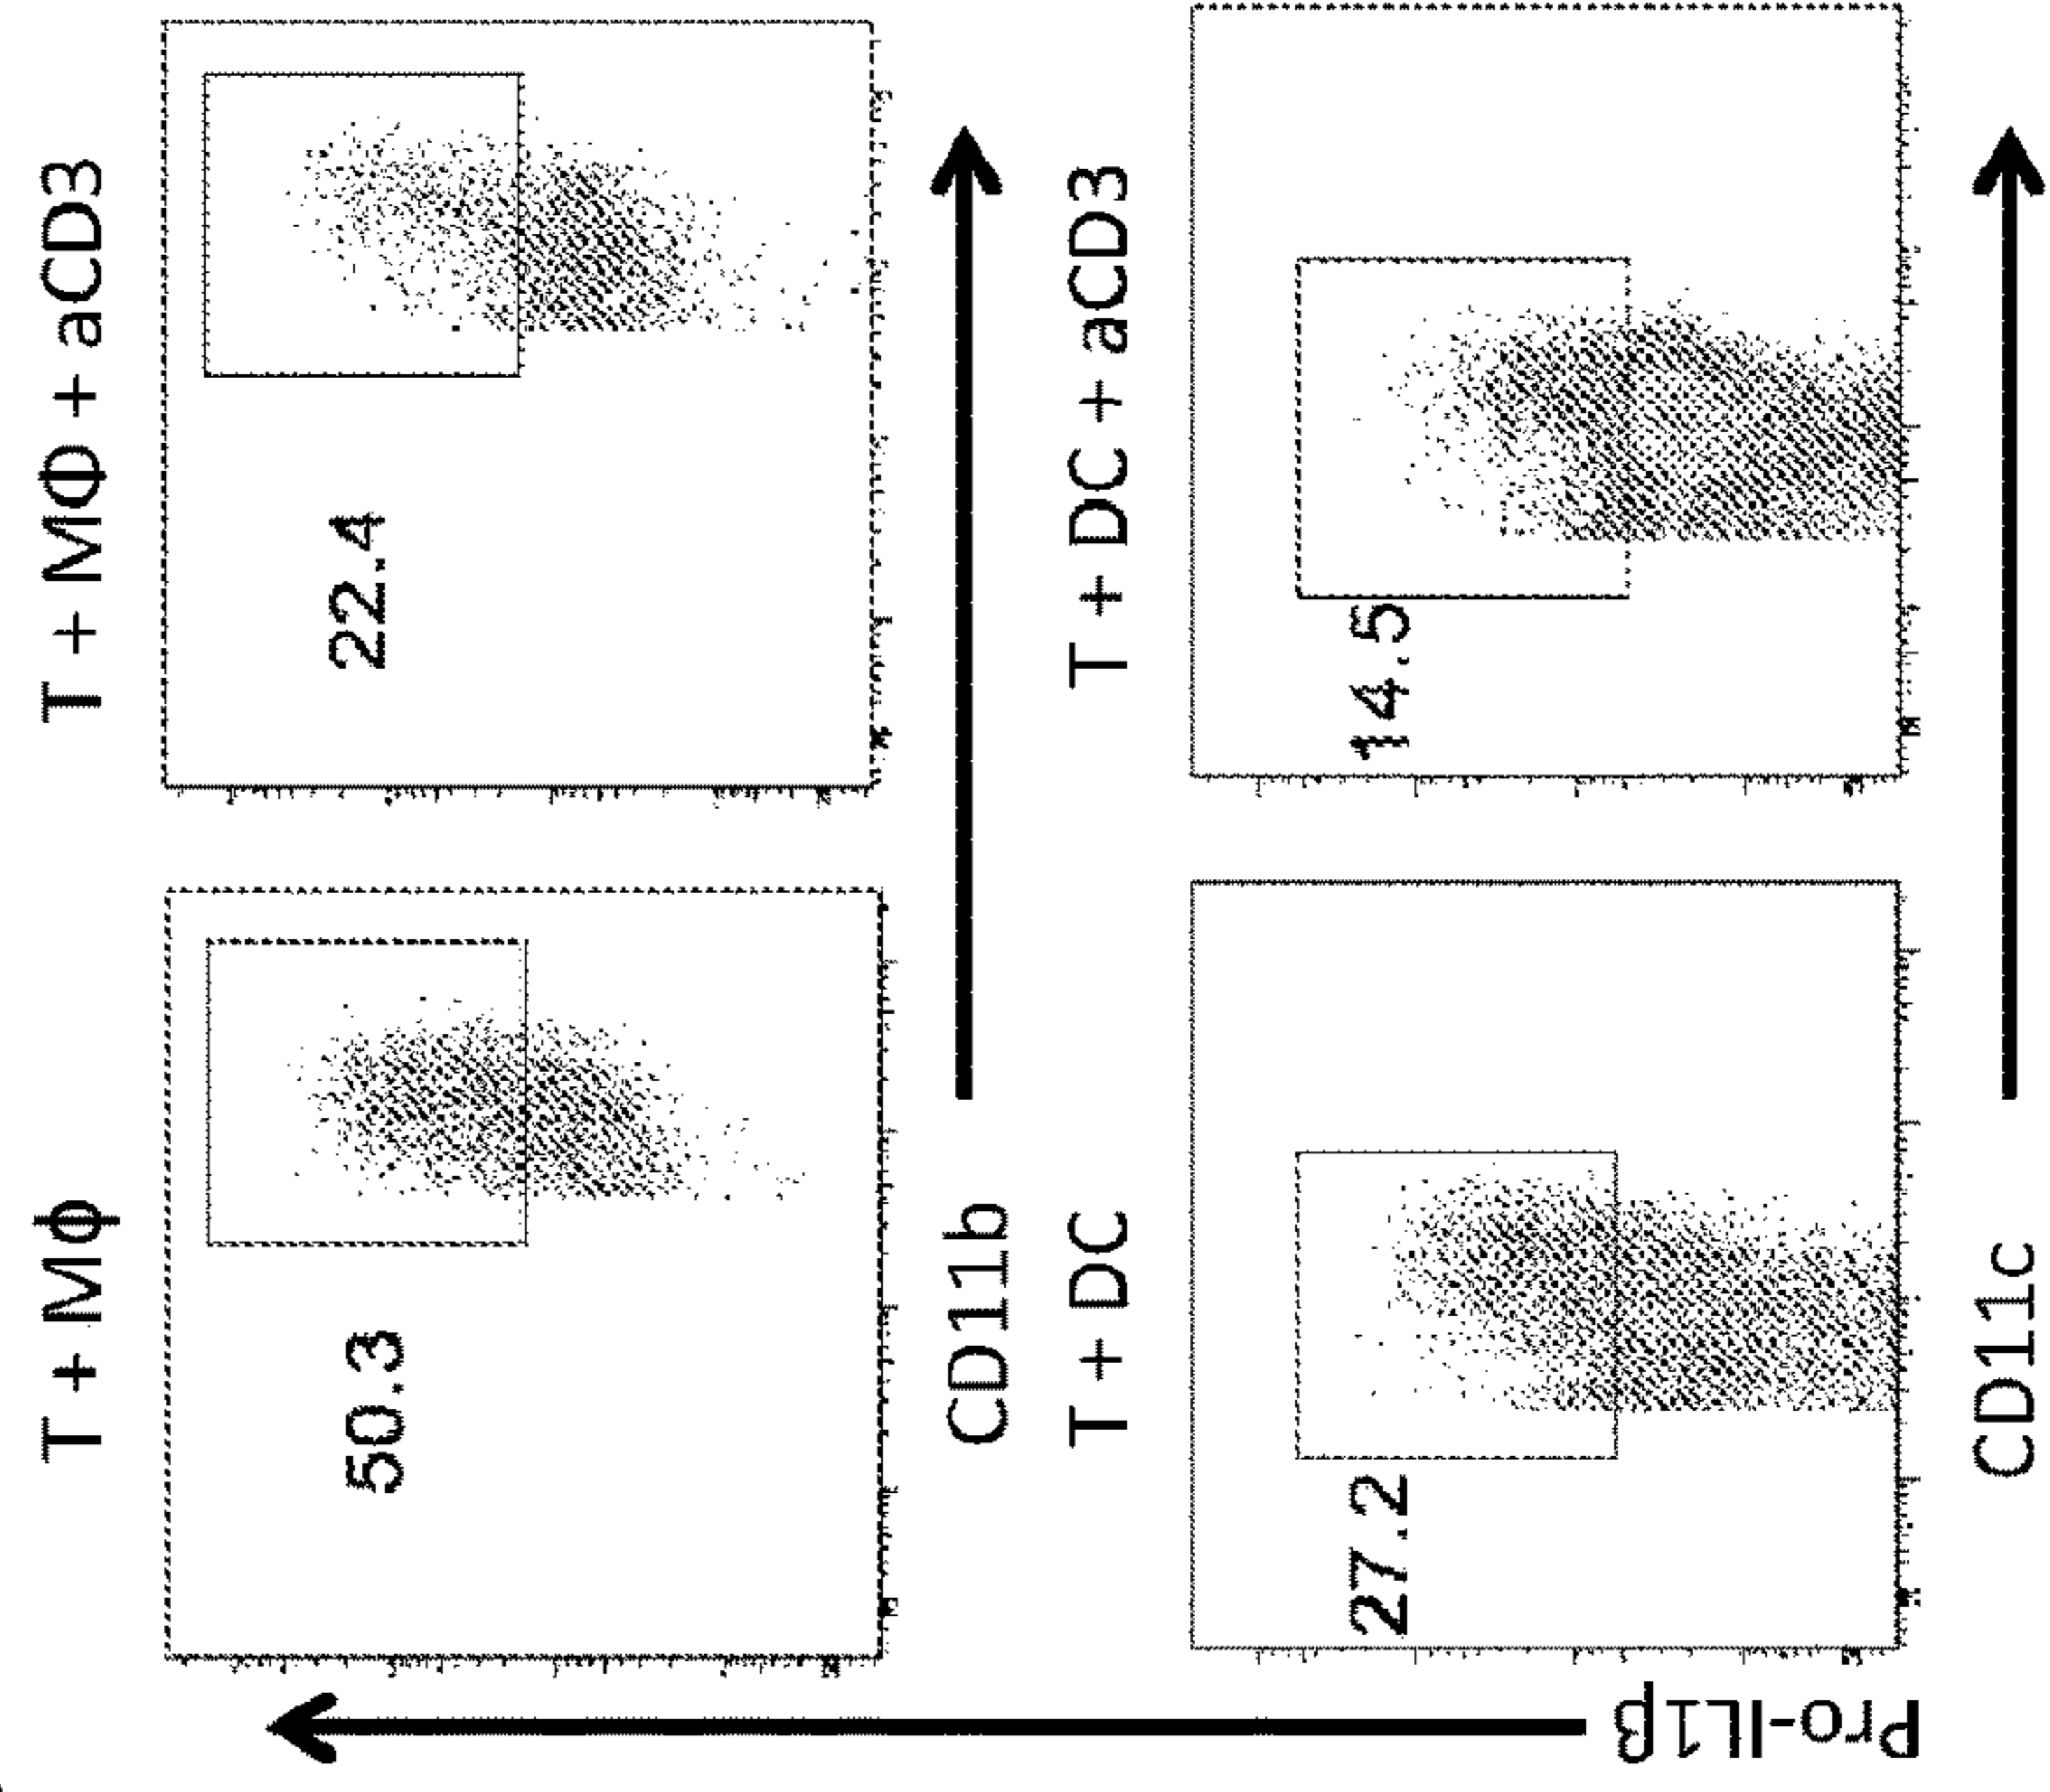 T + Mϕ
T + MΦ + aCD3
50.3
22.4
CD11b
T + DC
T + DC + aCD3
27.2
14.5
CD11c
Pro-IL1β